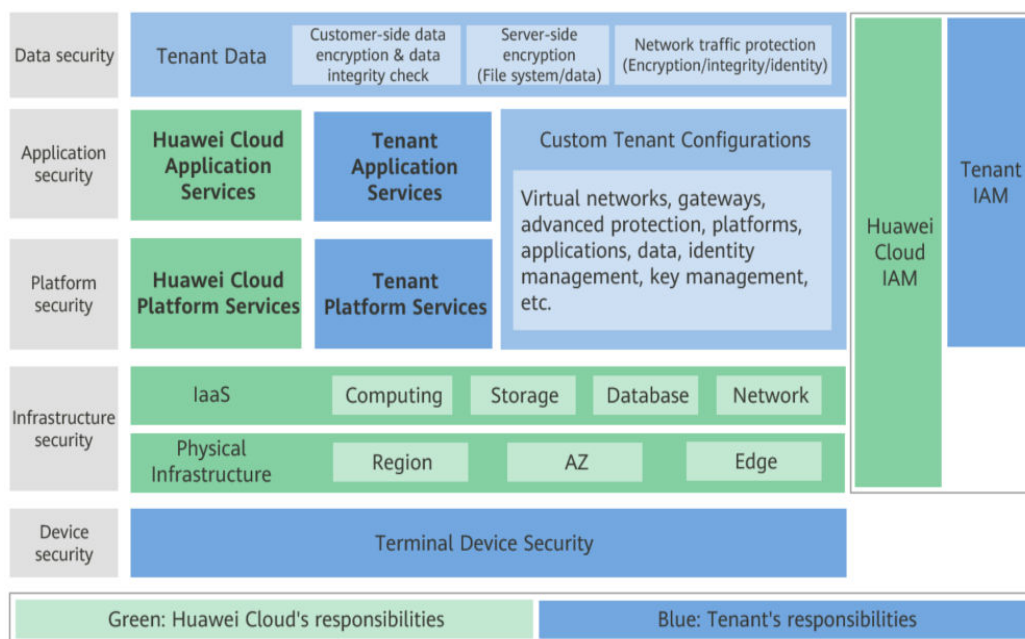 Data security
Tenant Data
Customer-side data
encryption & data
integrity check
Server-side
encryption
(File system/data)
Network traffic protection
(Encryption/integrity/identity)
Application
security
Huawei Cloud
Application
Services
Tenant
Application
Services
Custom Tenant Configurations
Virtual networks, gateways,
advanced protection, platforms,
applications, data, identity
management, key management,
etc.
Platform
security
Huawei Cloud
Platform Services
Tenant
Platform Services
Huawei
Cloud
IAM
Tenant
IAM
Infrastructure
security
IaaS
Computing
Storage
Database
Network
Physical
Infrastructure
Region
AZ
Edge
Device
security
Terminal Device Security
Green: Huawei Cloud's responsibilities
Blue: Tenant's responsibilities